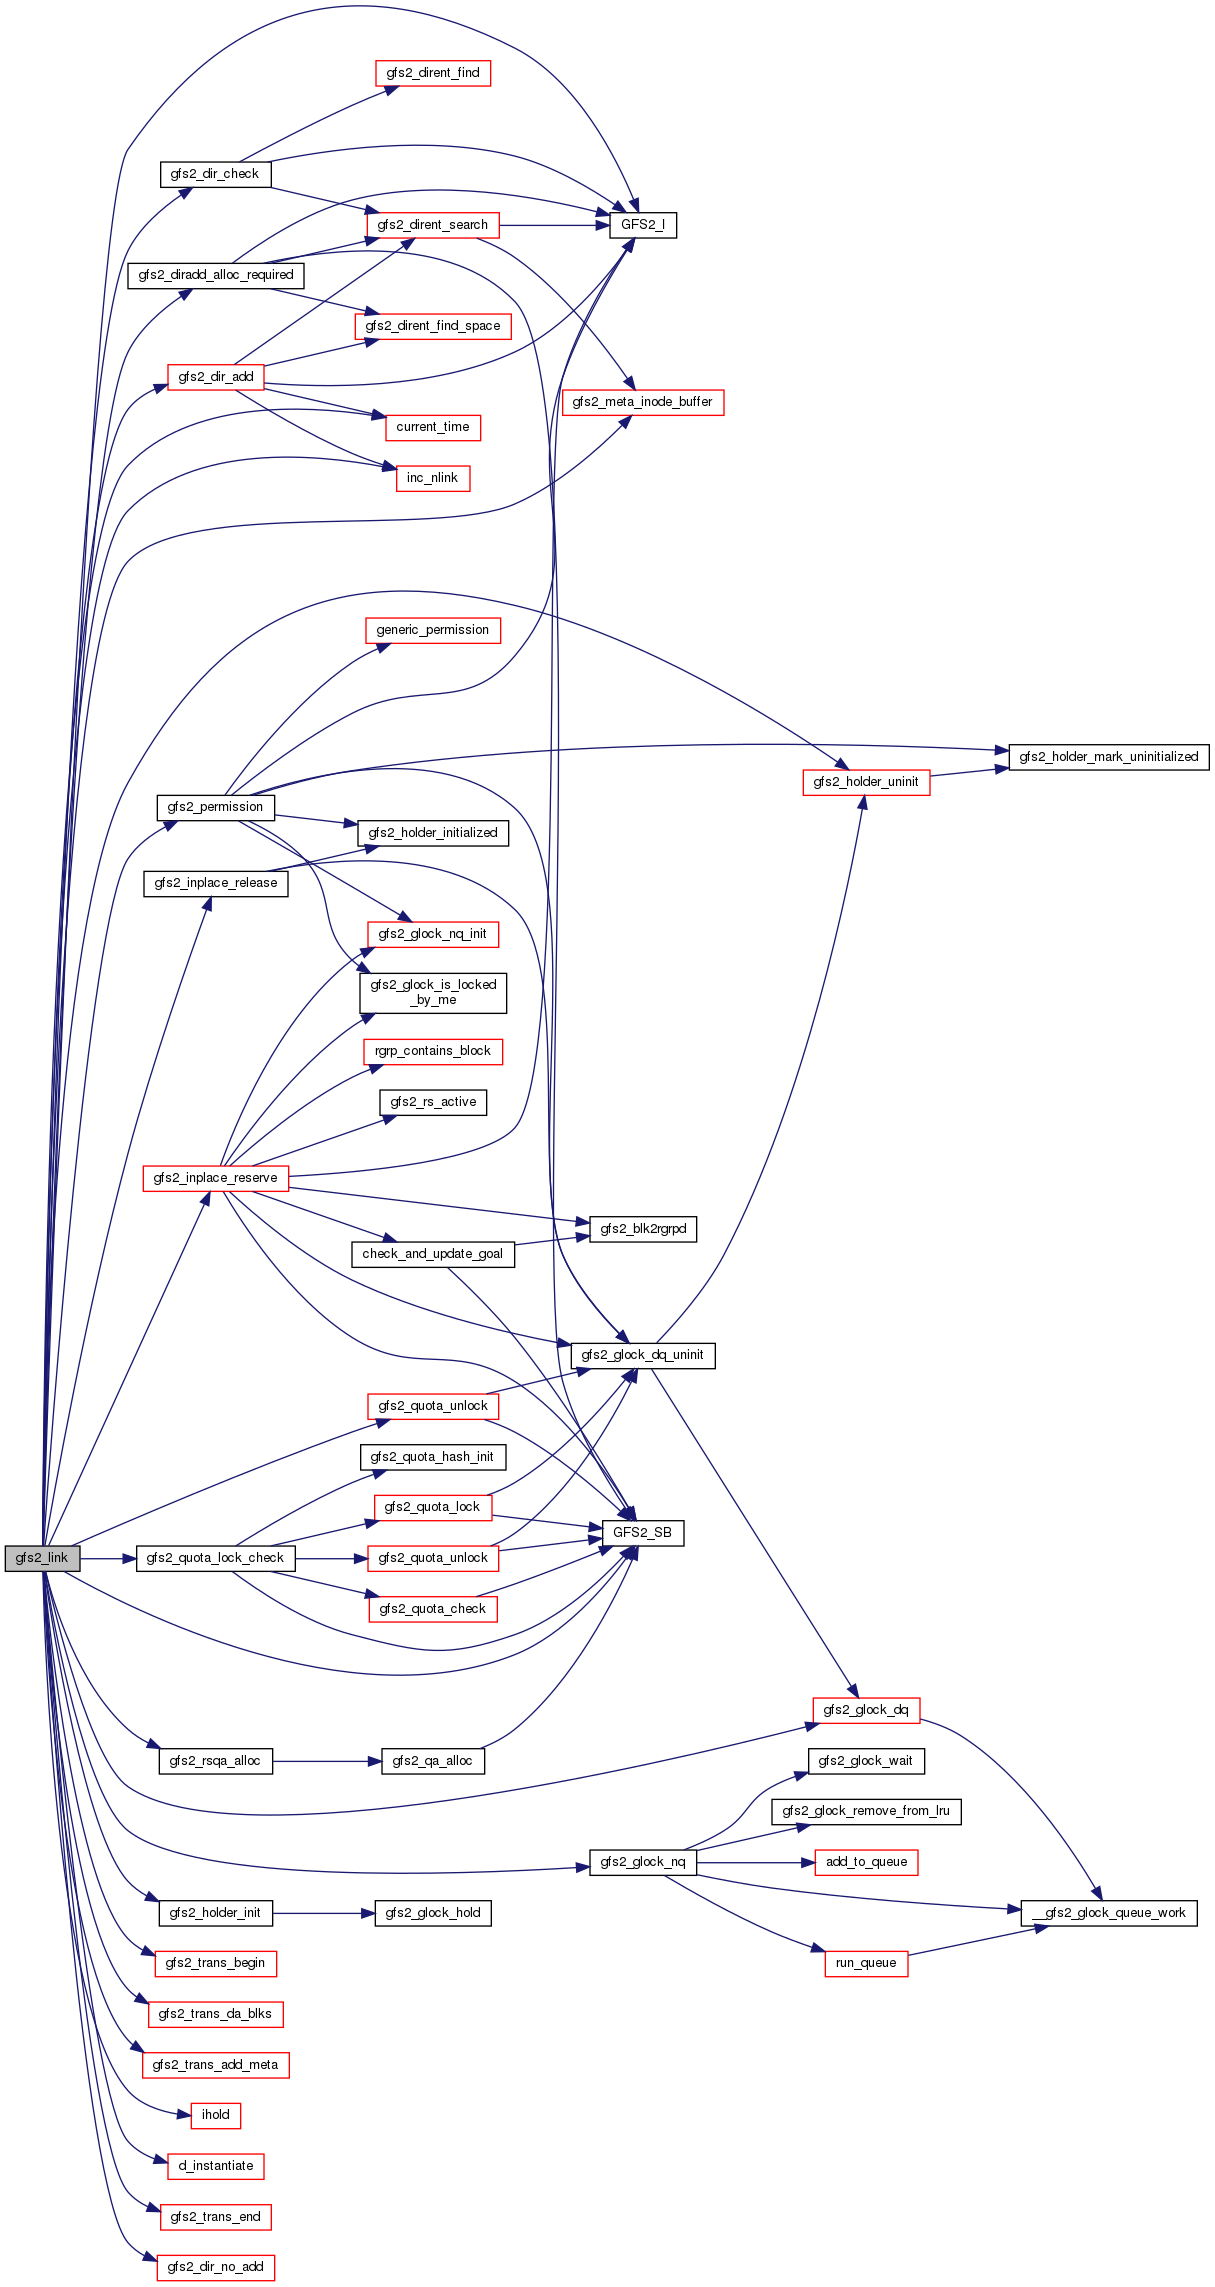 gfs2_dirent_find
gfs2_dir_check
gfs2_dirent_search
GFS2_I
gfs2_diradd_alloc_required
gfs2_dirent_find_space
gfs2_dir_add
gfs2_meta_inode_buffer
current_time
inc_nlink
generic_permission
gfs2_holder_mark_uninitialized
gfs2_holder_uninit
gfs2_permission
gfs2_holder_initialized
gfs2_inplace_release
gfs2_glock_nq_init
gfs2_glock_is_locked
_by_me
rgrp_contains_block
gfs2_rs_active
gfs2_inplace_reserve
gfs2_blk2rgrpd
check_and_update_goal
gfs2_glock_dq_uninit
gfs2_quota_unlock
gfs2_quota_hash_init
gfs2_quota_lock
GFS2_SB
gfs2_link
gfs2_quota_lock_check
gfs2_quota_unlock
gfs2_quota_check
gfs2_glock_dq
gfs2_rsqa_alloc
gfs2_qa_alloc
gfs2_glock_wait
gfs2_glock_remove_from_lru
gfs2_glock_nq
add_to_queue
gfs2_holder_init
gfs2_glock_hold
__gfs2_glock_queue_work
gfs2_trans_begin
run_queue
gfs2_trans_da_blks
gfs2_trans_add_meta
ihold
d_instantiate
gfs2_trans_end
gfs2_dir_no_add